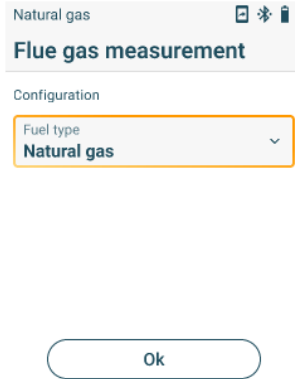 Natural gas
Flue gas measurement
Configuration
Fuel type
Natural gas
Ok